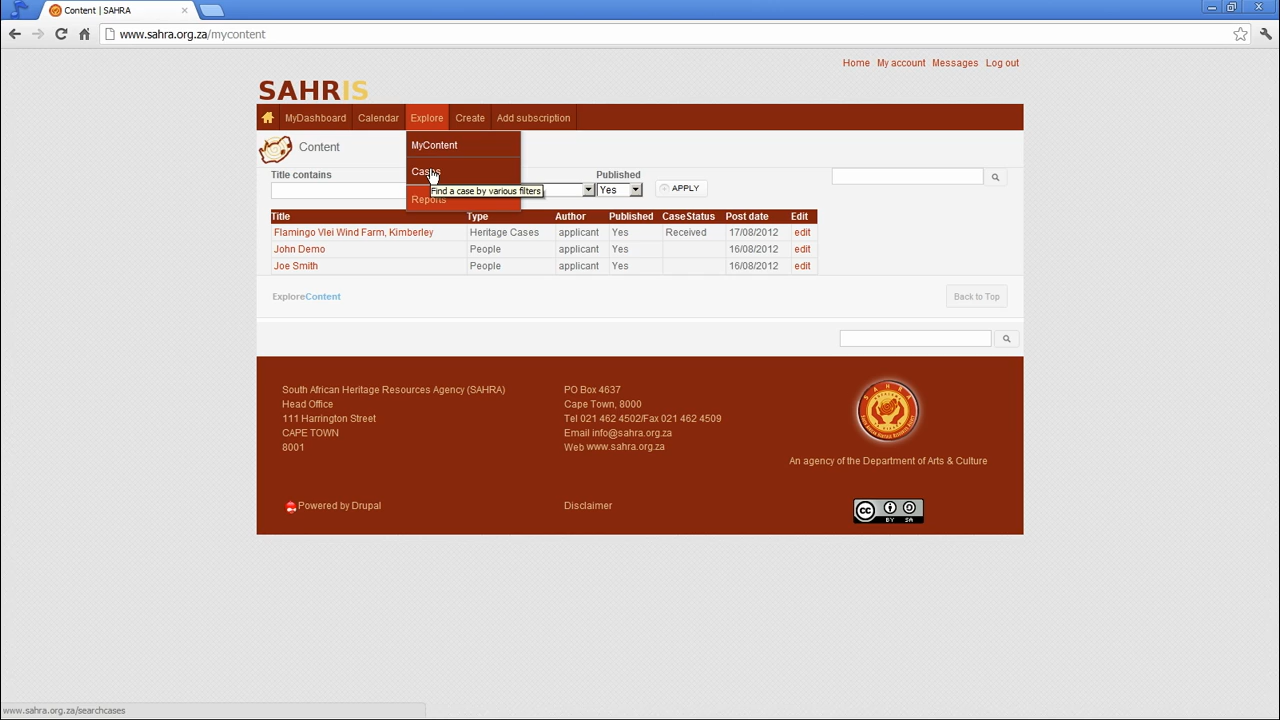 Content | SAHRA
www.sahra.org.za/mycontent
Home My account Messages Log out
SAHRIS
MyDashboard Calendar Explore Create Add subscription
Content
MyContent
Cases
Find a case by various filters
Reports
Title contains
Published
Yes
APPLY
Title Type Author Published CaseStatus Post date Edit
Flamingo Vlei Wind Farm, Kimberley Heritage Cases applicant Yes Received 17/08/2012 edit
John Demo People applicant Yes 16/08/2012 edit
Joe Smith People applicant Yes 16/08/2012 edit
ExploreContent
Back to Top
South African Heritage Resources Agency (SAHRA)
Head Office
111 Harrington Street
CAPE TOWN
8001
PO Box 4637
Cape Town, 8000
Tel 021 462 4502/Fax 021 462 4509
Email info@sahra.org.za
Web www.sahra.org.za
An agency of the Department of Arts & Culture
Powered by Drupal
Disclaimer
CC BY SA
www.sahra.org.za/searchcases